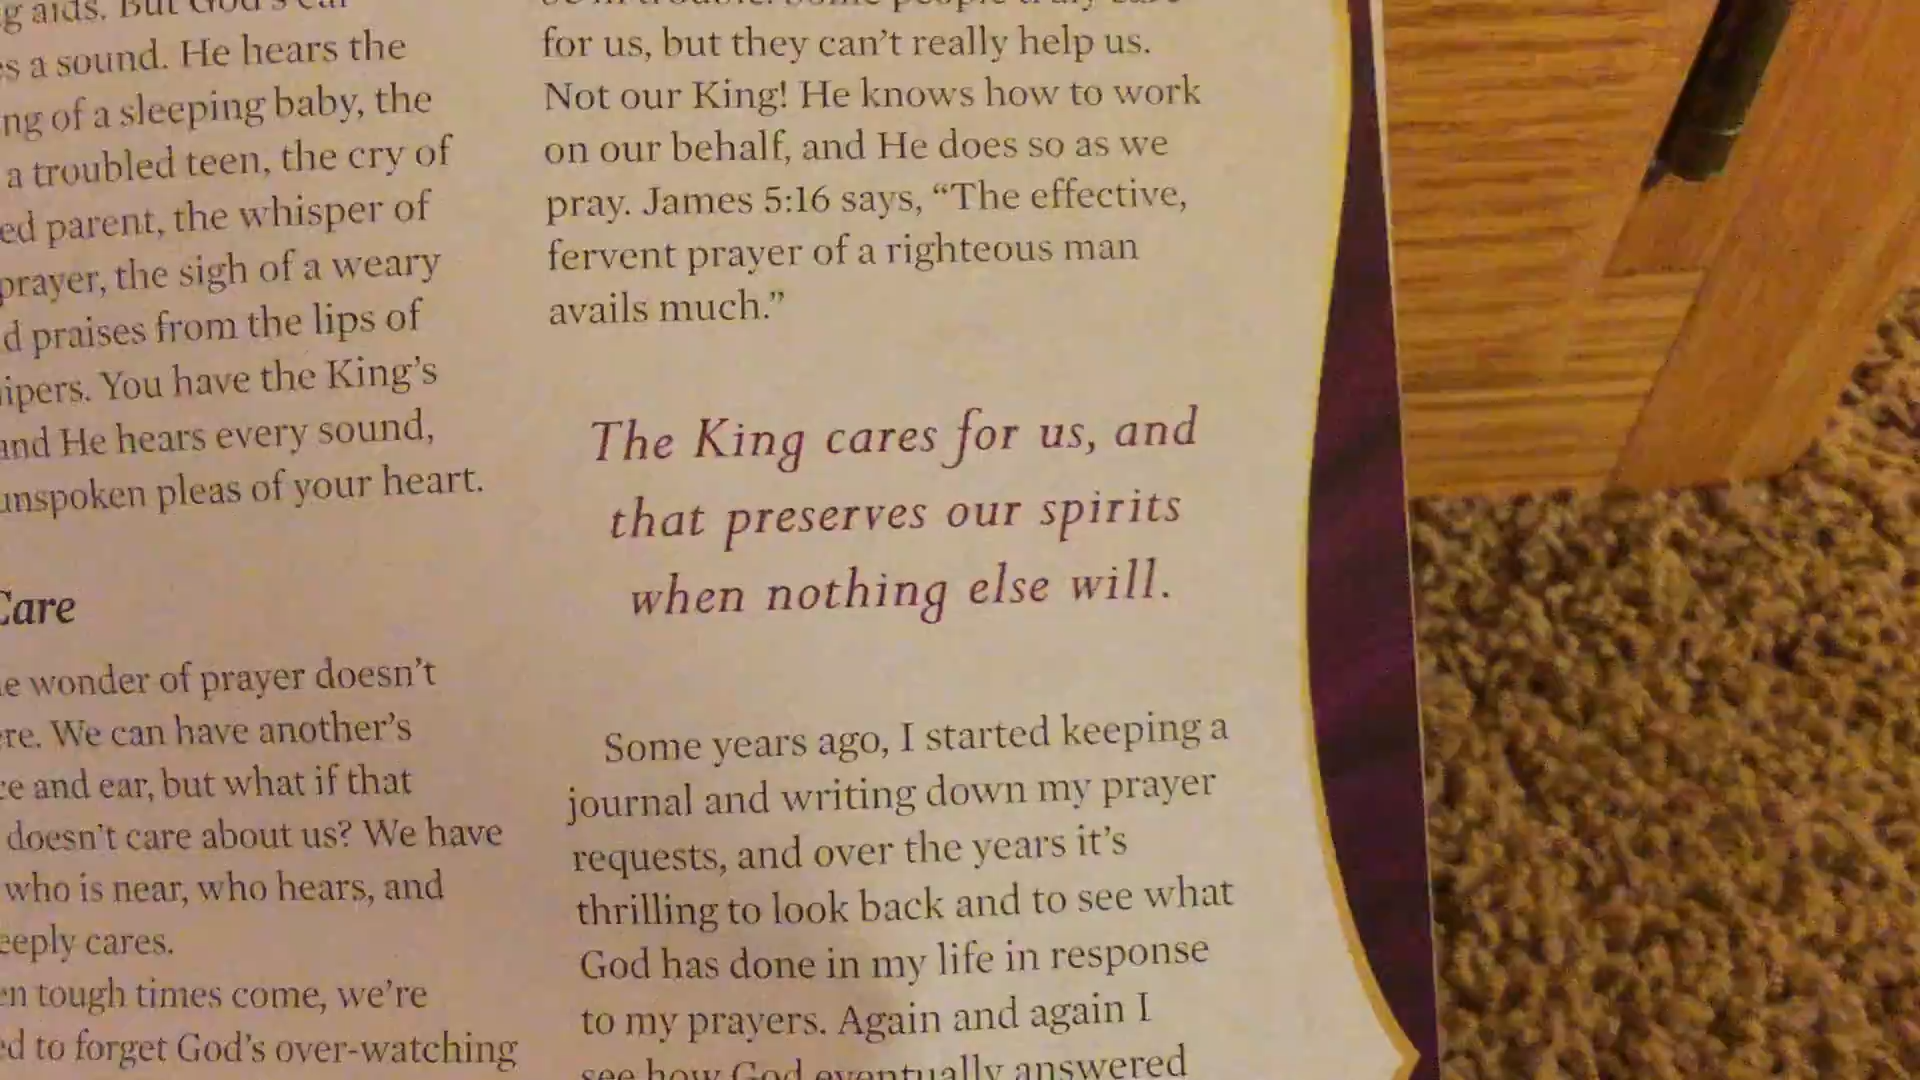 aids. But God's ear
a sound. He hears the
of a sleeping baby, the
a troubled teen, the cry of
parent, the whisper of
prayer, the sigh of a weary
praises from the lips of
You have the King's
and He hears every sound,
unspoken pleas of your heart.
Care
wonder of prayer doesn't
We can have another's
and ear, but what if that
doesn't care about us? We have
who is near, who hears, and
cares.
tough times come, we're
to forget God's over-watching
for us, but they can't really help us.
Not our King! He knows how to work
on our behalf, and He does so as we
pray. James 5:16 says, “The effective,
fervent prayer of a righteous man
avails much.”
The King cares for us, and
that preserves our spirits
when nothing else will.
Some years ago, I started keeping a
journal and writing down my prayer
requests, and over the years it's
thrilling to look back and to see what
God has done in my life in response
to my prayers. Again and again I
see how God eventually answered